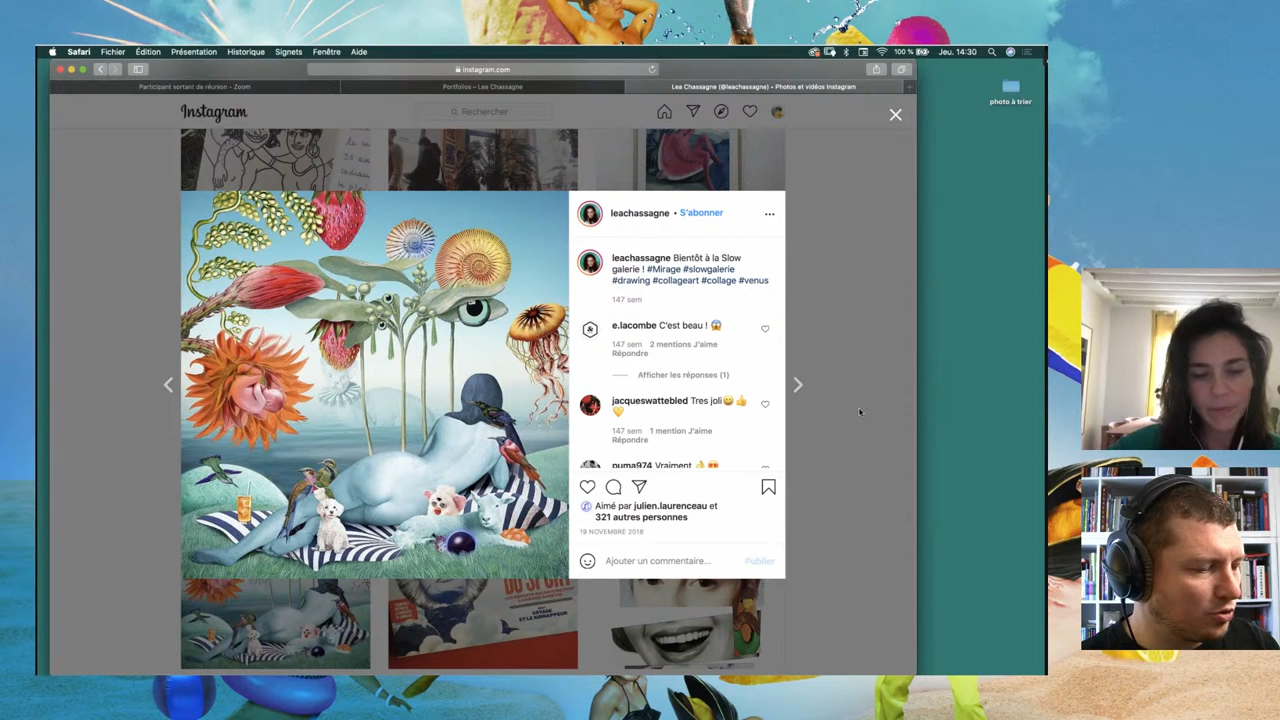 Safari Fichier Édition Présentation Historique Signets Fenêtre Aide
100 % Jeu. 14:30
instagram.com
Participant sortant de réunion - Zoom
Portfolios – Lea Chassagne
Lea Chassagne (@leachassagne) • Photos et vidéos Instagram
photo à trier
Instagram
Rechercher
leachassagne • S'abonner
leachassagne Bientôt à la Slow
galerie ! #Mirage #slowgalerie
#drawing #collageart #collage #venus
147 sem
e.lacombe C'est beau ! 😱
147 sem 2 mentions J'aime
Répondre
Afficher les réponses (1)
jacqueswattebled Tres joli😄👍
💛
147 sem 1 mention J'aime
Répondre
puma974 Vraiment 👌😍
Aimé par julien.laurenceau et
321 autres personnes
19 NOVEMBRE 2018
Ajouter un commentaire...
Publier
DU SPORT